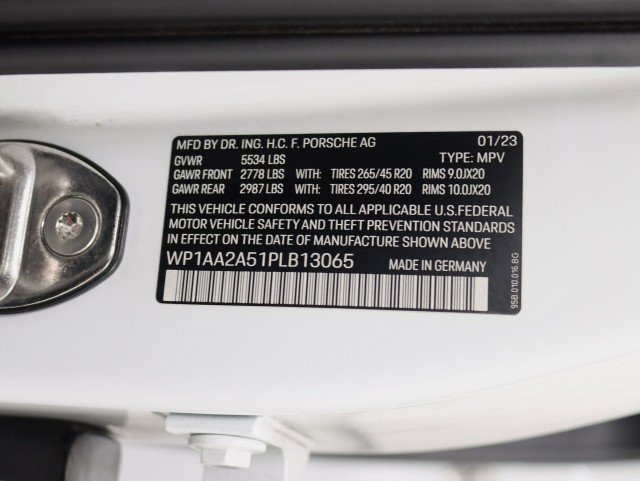 MFD BY DR. ING. H.C. F. PORSCHE AG 01/23
GVWR 5534 LBS TYPE: MPV
GAWR FRONT 2778 LBS WITH: TIRES 265/45 R20 RIMS 9.0JX20
GAWR REAR 2987 LBS WITH: TIRES 295/40 R20 RIMS 10.0JX20
THIS VEHICLE CONFORMS TO ALL APPLICABLE U.S.FEDERAL
MOTOR VEHICLE SAFETY AND THEFT PREVENTION STANDARDS
IN EFFECT ON THE DATE OF MANUFACTURE SHOWN ABOVE
WP1AA2A51PLB13065 MADE IN GERMANY
95B.010.016.BG